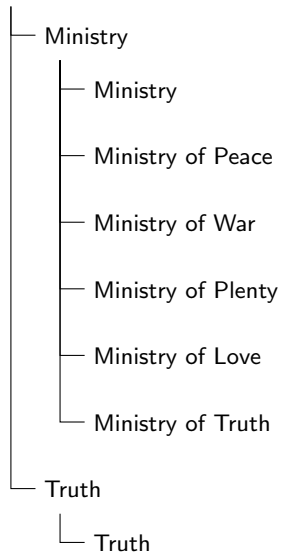 Ministry
Ministry
Ministry of Peace
Ministry of War
Ministry of Plenty
Ministry of Love
Ministry of Truth
Truth
Truth